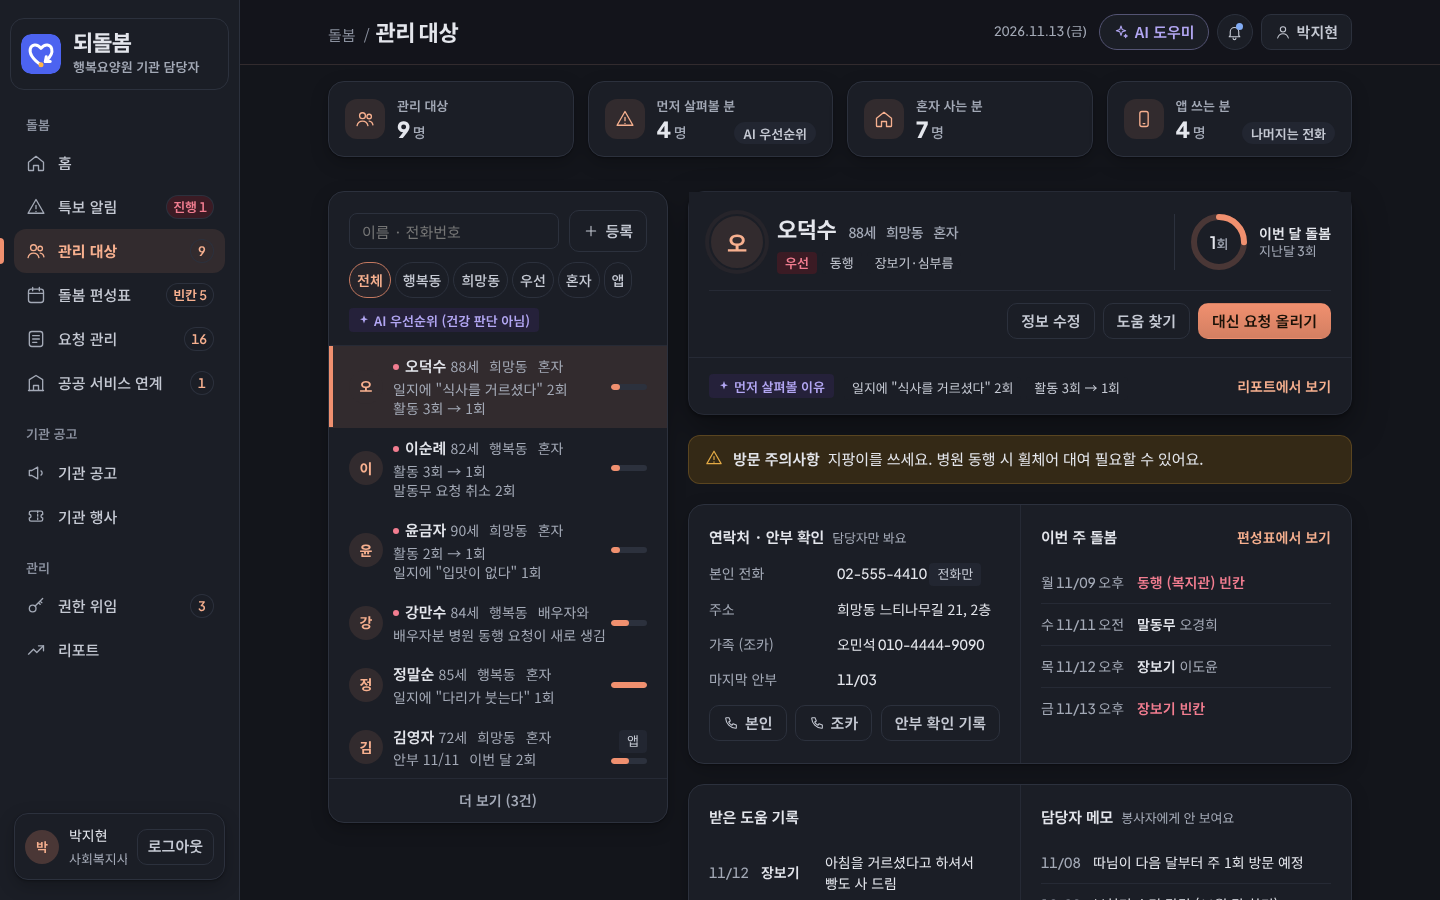 되돌봄
행복요양원 기관 담당자
돌봄
홈
특보 알림 진행 1
관리 대상 9
돌봄 편성표 빈칸 5
요청 관리 16
공공 서비스 연계 1
기관 공고
기관 공고
기관 행사
관리
권한 위임 3
리포트
박 박지현 사회복지사 로그아웃
돌봄 / 관리 대상
2026.11.13(금) AI 도우미 박지현
관리 대상
9 명
먼저 살펴볼 분
4 명 AI 우선순위
혼자 사는 분
7 명
앱 쓰는 분
4 명 나머지는 전화
이름 · 전화번호 + 등록
전체 행복동 희망동 우선 혼자 앱
AI 우선순위 (건강 판단 아님)
오 오덕수 88세 희망동 혼자
일지에 "식사를 거르셨다" 2회
활동 3회 → 1회
이 이순례 82세 행복동 혼자
활동 3회 → 1회
말동무 요청 취소 2회
윤 윤금자 90세 희망동 혼자
활동 2회 → 1회
일지에 "입맛이 없다" 1회
강 강만수 84세 행복동 배우자와
배우자분 병원 동행 요청이 새로 생김
정 정말순 85세 행복동 혼자
일지에 "다리가 붓는다" 1회
김 김영자 72세 희망동 혼자 앱
안부 11/11 이번 달 2회
더 보기 (3건)
오 오덕수 88세 희망동 혼자
우선 동행 장보기·심부름
1회 이번 달 돌봄
지난달 3회
정보 수정 도움 찾기 대신 요청 올리기
먼저 살펴볼 이유 일지에 "식사를 거르셨다" 2회 활동 3회 → 1회 리포트에서 보기
방문 주의사항 지팡이를 쓰세요. 병원 동행 시 휠체어 대여 필요할 수 있어요.
연락처 · 안부 확인 담당자만 봐요
본인 전화 02-555-4410 전화만
주소 희망동 느티나무길 21, 2층
가족 (조카) 오민석 010-4444-9090
마지막 안부 11/03
본인 조카 안부 확인 기록
이번 주 돌봄 편성표에서 보기
월 11/09 오후 동행 (복지관) 빈칸
수 11/11 오전 말동무 오경희
목 11/12 오후 장보기 이도윤
금 11/13 오후 장보기 빈칸
받은 도움 기록
11/12 장보기 아침을 거르셨다고 하셔서
빵도 사 드림
담당자 메모 봉사자에게 안 보여요
11/08 따님이 다음 달부터 주 1회 방문 예정